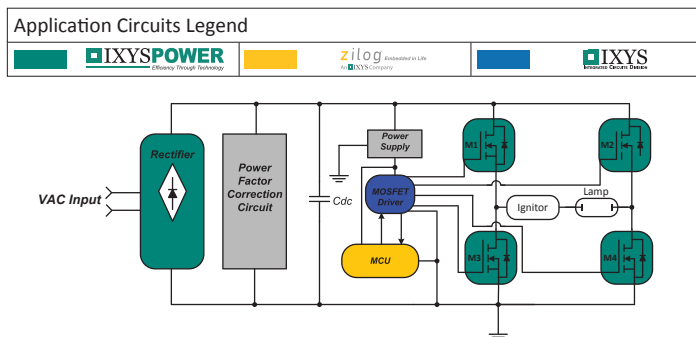 Application Circuits Legend
IXYSPOWER
Efficiency Through Technology
zilog Embedded in Life
An IXYS Company
IXYS
INTEGRATED CIRCUITS DIVISION
Rectifier
VAC Input
Power
Factor
Correction
Circuit
Cdc
Power
Supply
MOSFET
Driver
MCU
M1
M2
Ignitor
Lamp
M3
M4